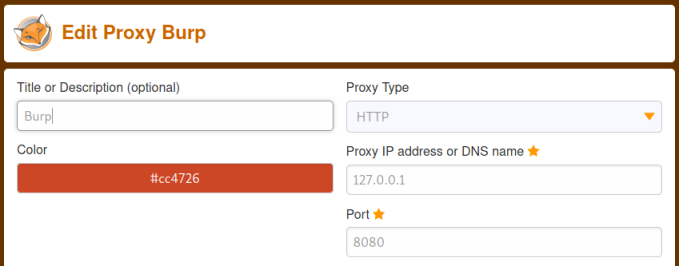 Edit Proxy Burp
Title or Description (optional)
Burp
Color
#cc4726
Proxy Type
HTTP
Proxy IP address or DNS name
127.0.0.1
Port
8080